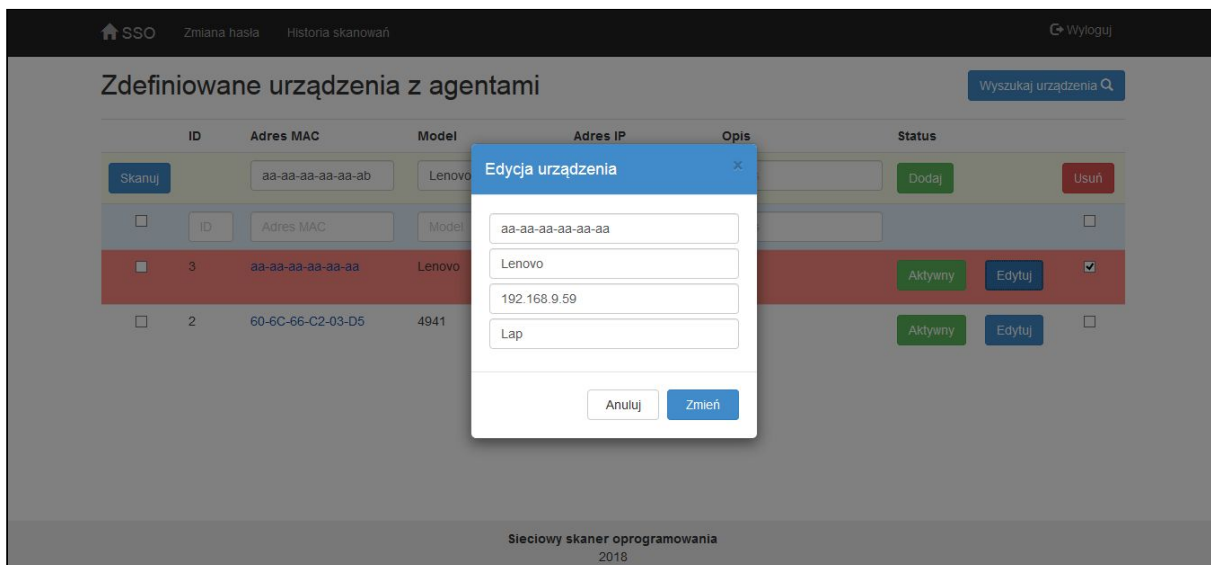 SSO Zmiana hasła Historia skanowań Wyloguj
Zdefiniowane urządzenia z agentami Wyszukaj urządzenia
ID Adres MAC Model Adres IP Opis Status
Skanuj aa-aa-aa-aa-aa-ab Lenovo Dodaj Usuń
ID Adres MAC Model
3 aa-aa-aa-aa-aa-aa Lenovo Aktywny Edytuj
2 60-6C-66-C2-03-D5 4941 Aktywny Edytuj
Edycja urządzenia ×
aa-aa-aa-aa-aa-aa
Lenovo
192.168.9.59
Lap
Anuluj Zmień
Sieciowy skaner oprogramowania
2018